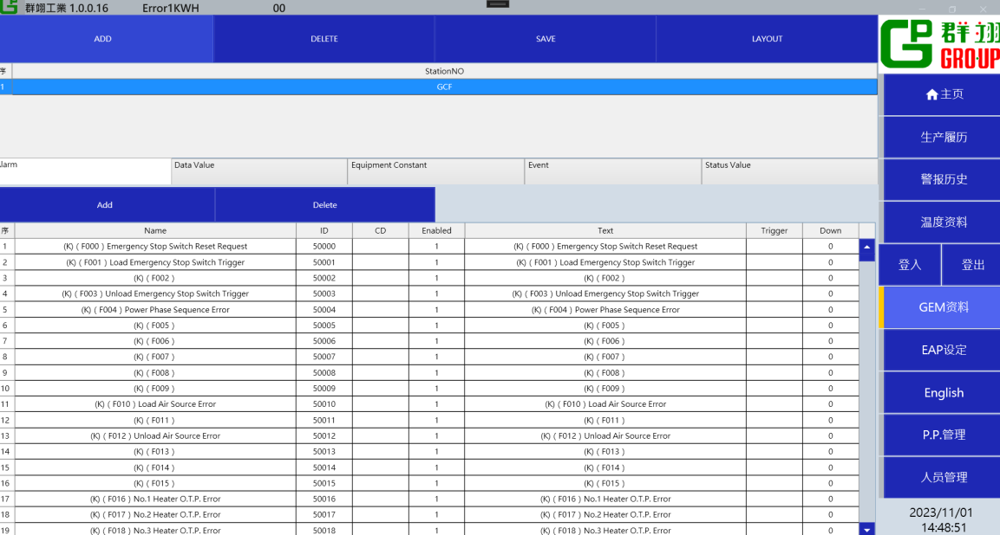 群翊工業 1.0.0.16 Error1KWH 00
ADD DELETE SAVE LAYOUT
群翊
GROUP
序 StationNO
1 GCF
主页
生产履历
警报历史
温度资料
登入 登出
GEM资料
EAP设定
English
P.P.管理
人员管理
2023/11/01
14:48:51
larm Data Value Equipment Constant Event Status Value
Add Delete
序 Name ID CD Enabled Text Trigger Down
1 (K) ( F000 ) Emergency Stop Switch Reset Request 50000 1 (K) ( F000 ) Emergency Stop Switch Reset Request 0
2 (K) ( F001 ) Load Emergency Stop Switch Trigger 50001 1 (K) ( F001 ) Load Emergency Stop Switch Trigger 0
3 (K) ( F002 ) 50002 1 (K) ( F002 ) 0
4 (K) ( F003 ) Unload Emergency Stop Switch Trigger 50003 1 (K) ( F003 ) Unload Emergency Stop Switch Trigger 0
5 (K) ( F004 ) Power Phase Sequence Error 50004 1 (K) ( F004 ) Power Phase Sequence Error 0
6 (K) ( F005 ) 50005 1 (K) ( F005 ) 0
7 (K) ( F006 ) 50006 1 (K) ( F006 ) 0
8 (K) ( F007 ) 50007 1 (K) ( F007 ) 0
9 (K) ( F008 ) 50008 1 (K) ( F008 ) 0
10 (K) ( F009 ) 50009 1 (K) ( F009 ) 0
11 (K) ( F010 ) Load Air Source Error 50010 1 (K) ( F010 ) Load Air Source Error 0
12 (K) ( F011 ) 50011 1 (K) ( F011 ) 0
13 (K) ( F012 ) Unload Air Source Error 50012 1 (K) ( F012 ) Unload Air Source Error 0
14 (K) ( F013 ) 50013 1 (K) ( F013 ) 0
15 (K) ( F014 ) 50014 1 (K) ( F014 ) 0
16 (K) ( F015 ) 50015 1 (K) ( F015 ) 0
17 (K) ( F016 ) No.1 Heater O.T.P. Error 50016 1 (K) ( F016 ) No.1 Heater O.T.P. Error 0
18 (K) ( F017 ) No.2 Heater O.T.P. Error 50017 1 (K) ( F017 ) No.2 Heater O.T.P. Error 0
19 (K) ( F018 ) No.3 Heater O.T.P. Error 50018 1 (K) ( F018 ) No.3 Heater O.T.P. Error 0